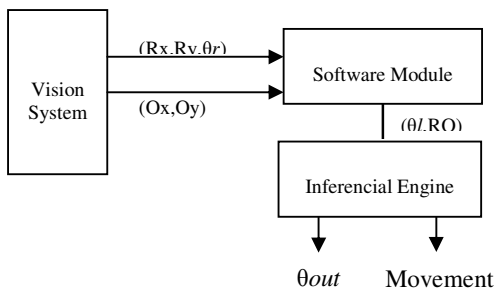 (Rx,Ry,θr)
Vision
System
Software Module
(Ox,Oy)
(θl,RO)
Inferencial Engine
θout Movement